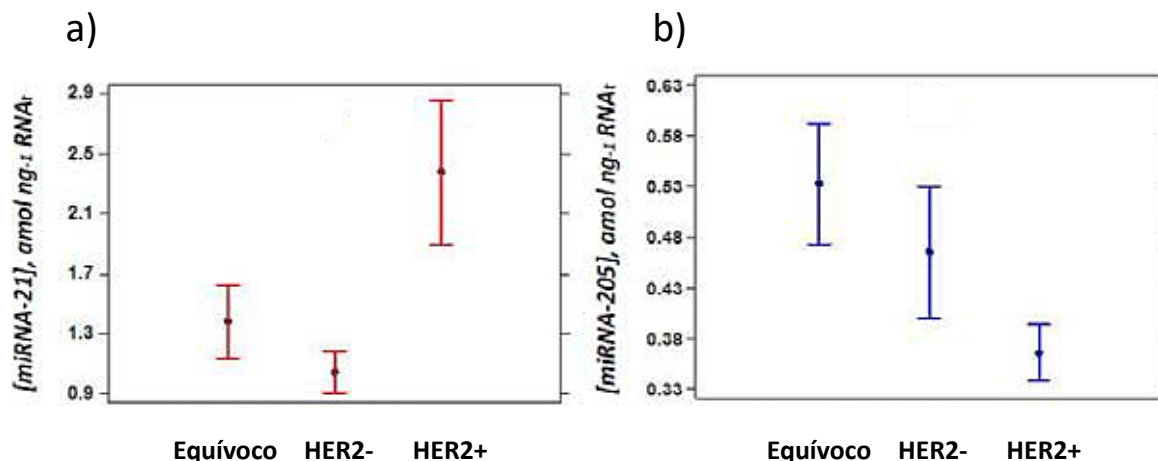 a)
[miRNA-21], amol ng-1 RNAt
2.9
2.5
2.1
1.7
1.3
0.9
Equívoco HER2- HER2+
b)
[miRNA-205], amol ng-1 RNAt
0.63
0.58
0.53
0.48
0.43
0.38
0.33
Equívoco HER2- HER2+